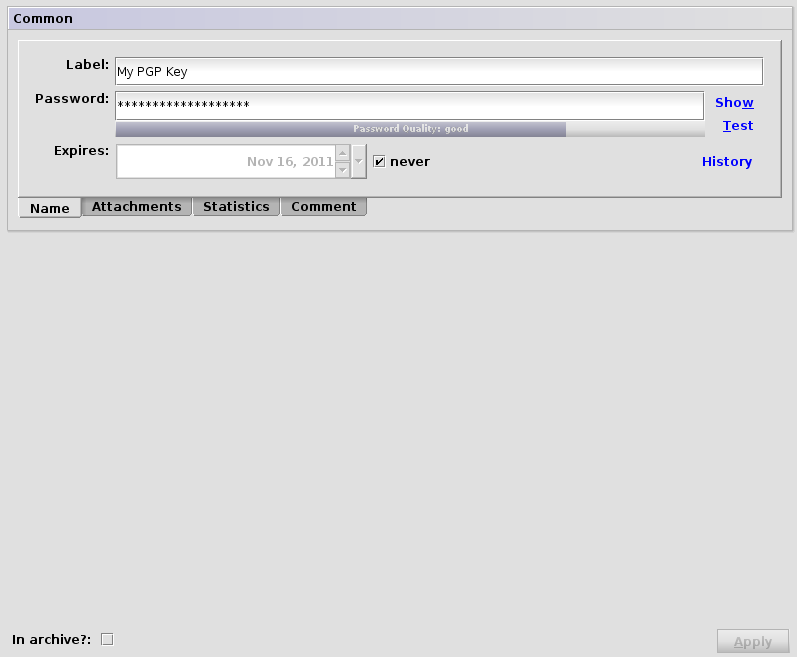 Common
Label: My PGP Key
Password: ******************* Show
Password Quality: good Test
Expires: Nov 16, 2011 never History
Name Attachments Statistics Comment
In archive?: Apply